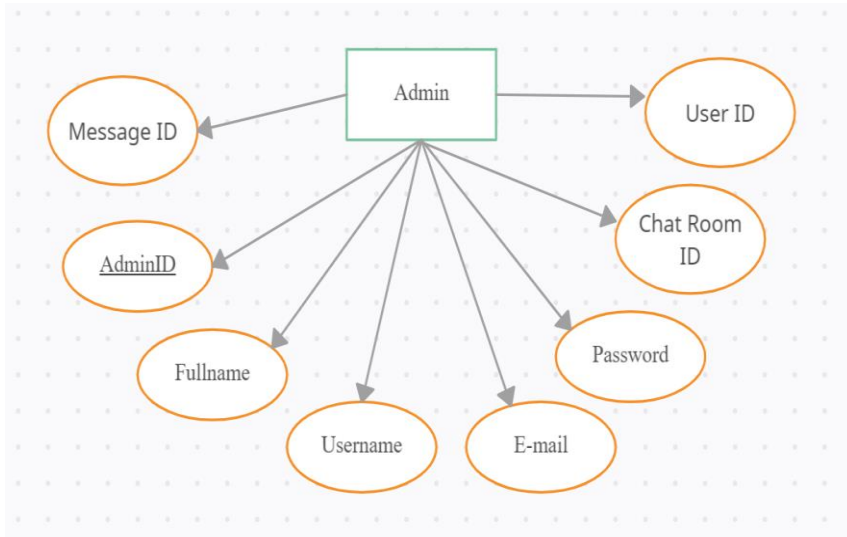 Admin
User ID
Message ID
Chat Room
ID
AdminID
Password
Fullname
Username
E-mail